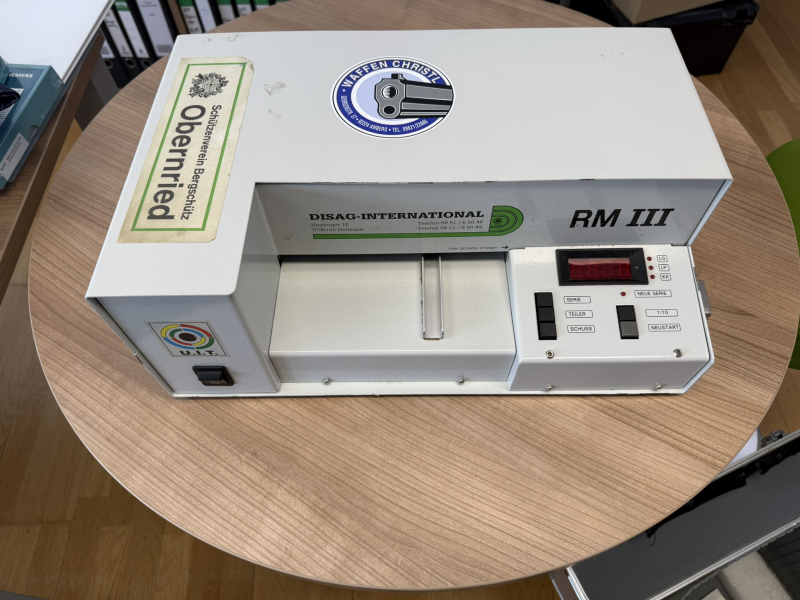 SIEMENS
WAFFEN CHRISTL
Schützenverein Bergschütz
Obernried
DISAG-INTERNATIONAL
RM III
LG
LP
KK
SERIE
NEUE SERIE
TEILER
1/10
SCHUSS
NEUSTART
U.I.T.